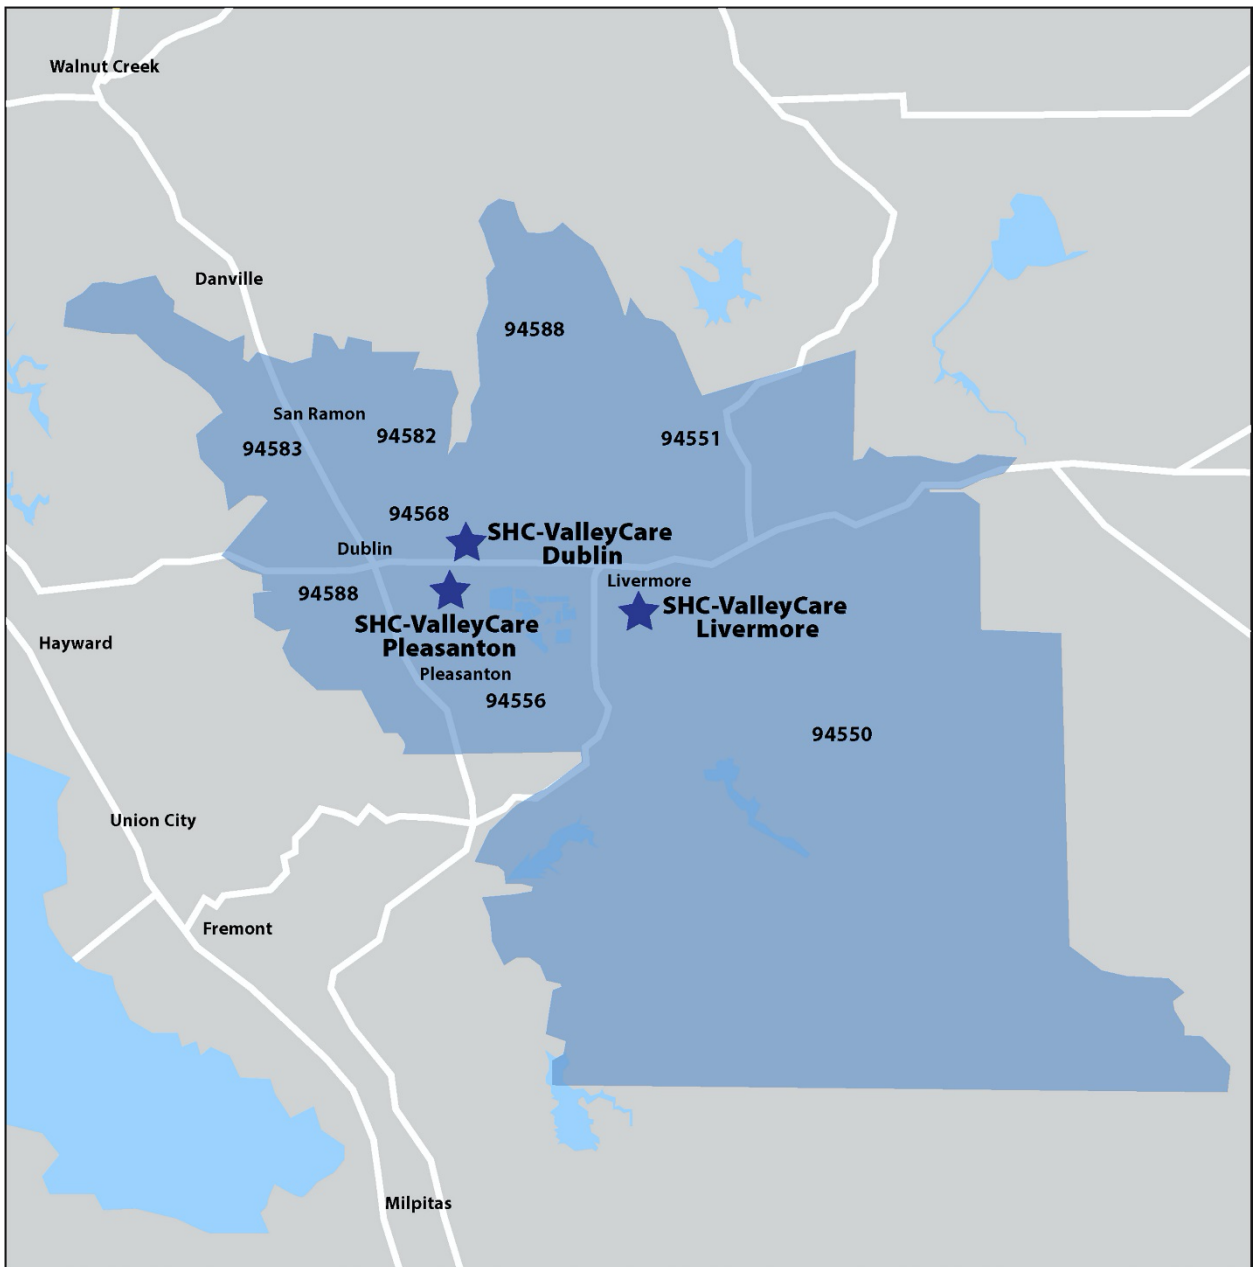 Walnut Creek
Danville
94588
San Ramon
94582
94583
94551
94568
SHC-ValleyCare
Dublin
Dublin
Livermore
94588
SHC-ValleyCare
Livermore
SHC-ValleyCare
Pleasanton
Hayward
Pleasanton
94556
94550
Union City
Fremont
Milpitas